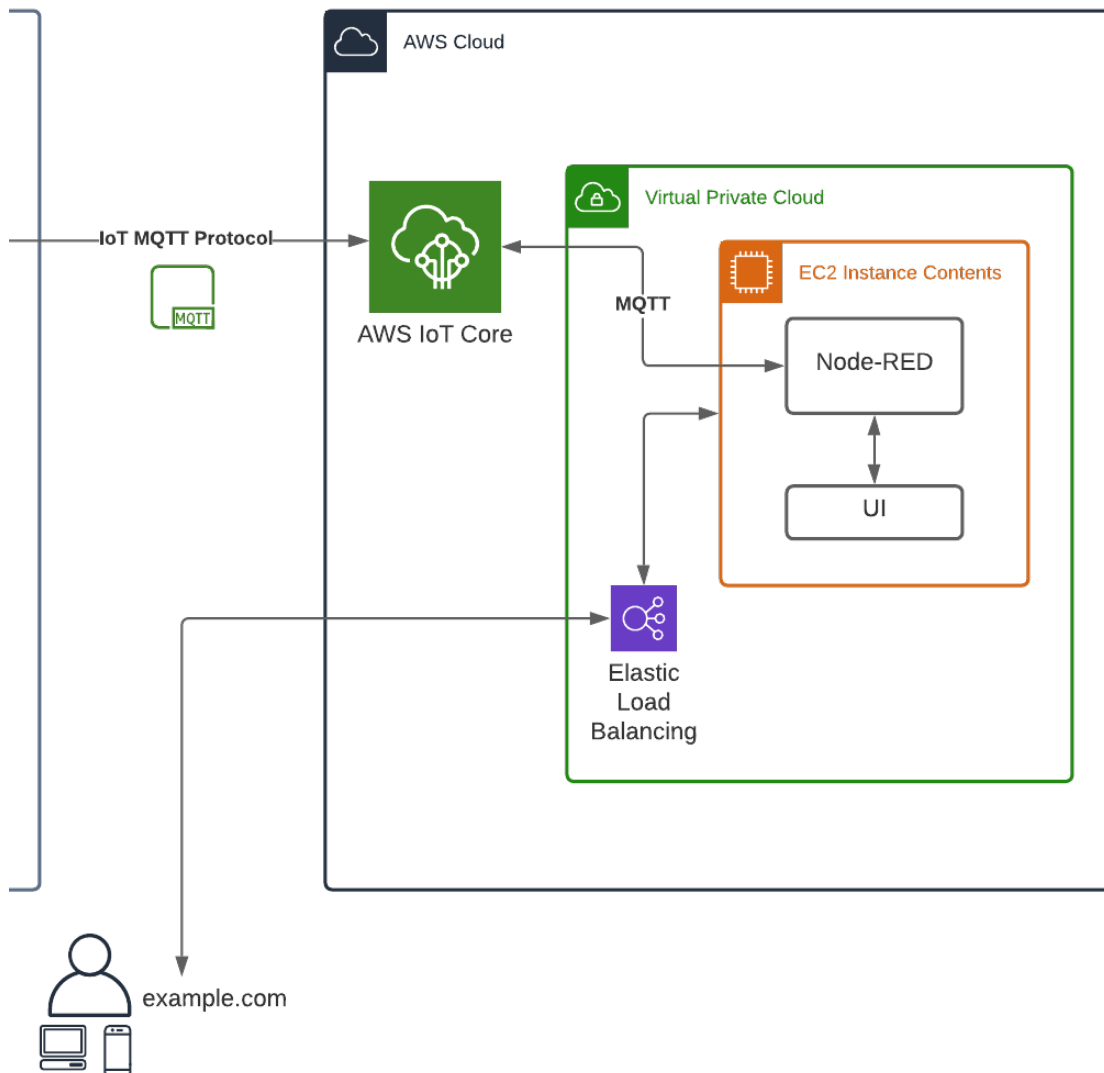 AWS Cloud
Virtual Private Cloud
IoT MQTT Protocol
EC2 Instance Contents
MQTT
MQTT
AWS IoT Core
Node-RED
UI
Elastic
Load
Balancing
example.com